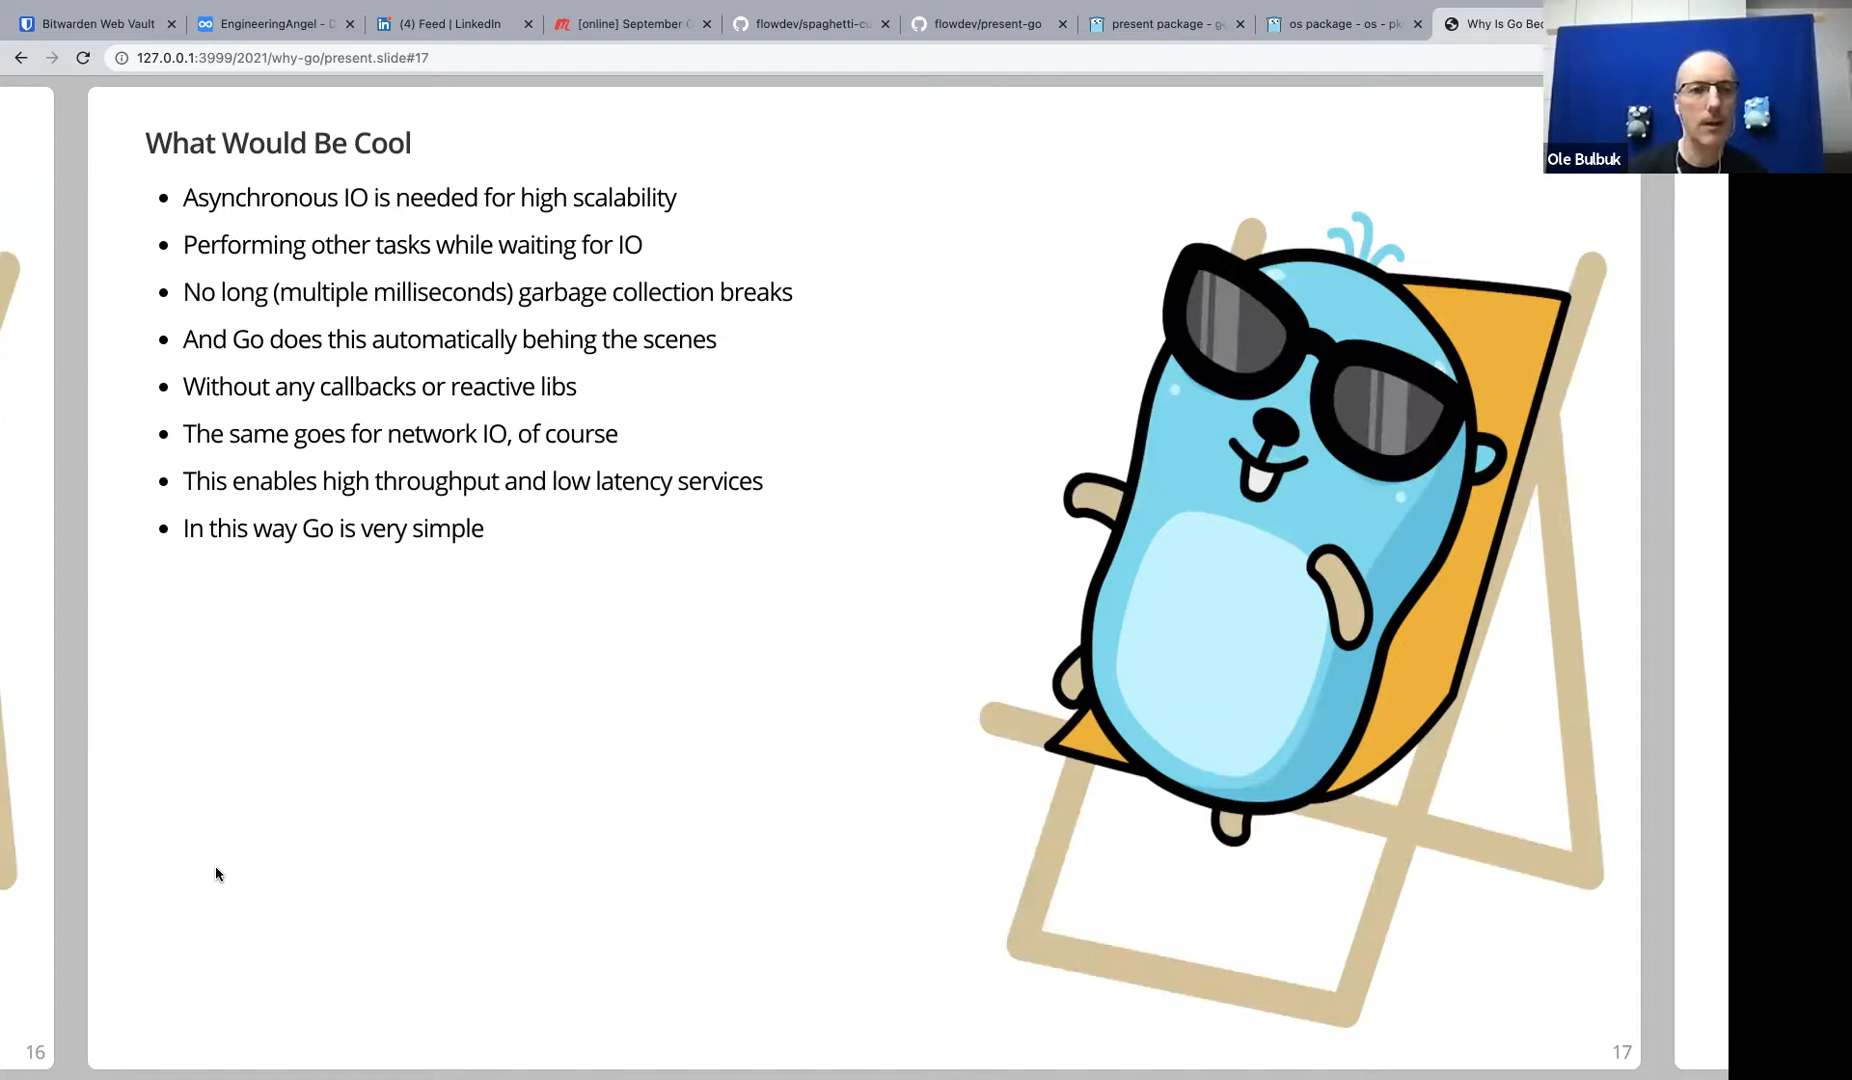 Bitwarden Web Vault
EngineeringAngel - D
(4) Feed | LinkedIn
[online] September
flowdev/spaghetti-cu
flowdev/present-go
present package - g
os package - os - pk
Why Is Go Bec
127.0.0.1:3999/2021/why-go/present.slide#17
Ole Bulbuk
What Would Be Cool
Asynchronous IO is needed for high scalability
Performing other tasks while waiting for IO
No long (multiple milliseconds) garbage collection breaks
And Go does this automatically behing the scenes
Without any callbacks or reactive libs
The same goes for network IO, of course
This enables high throughput and low latency services
In this way Go is very simple
16
17